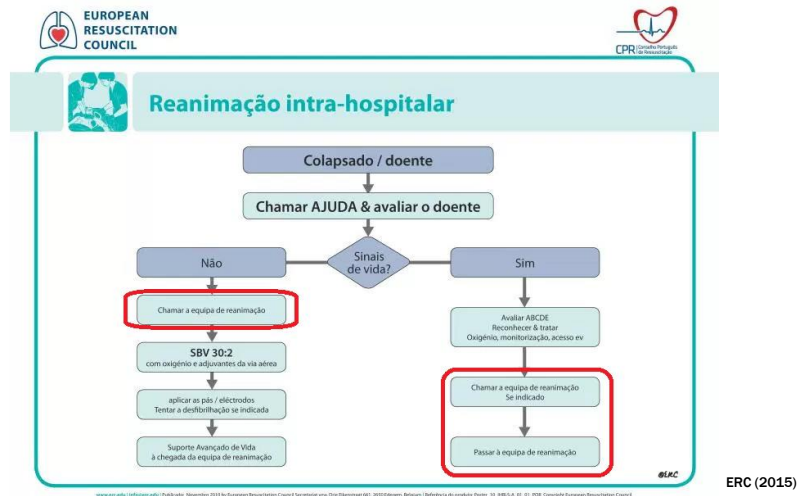 EUROPEAN
RESUSCITATION
COUNCIL
CPR Conselho Português
de Ressuscitação
Reanimação intra-hospitalar
Colapsado / doente
Chamar AJUDA & avaliar o doente
Sinais
de vida?
Não
Sim
Chamar a equipa de reanimação
SBV 30:2
com oxigénio e adjuvantes da via aérea
aplicar as pás / eléctrodos
Tentar a desfibrilhação se indicada
Suporte Avançado de Vida
à chegada da equipa de reanimação
Avaliar ABCDE
Reconhecer & tratar
Oxigénio, monitorização, acesso ev
Chamar a equipa de reanimação
Se indicado
Passar à equipa de reanimação
@ERC
ERC (2015)